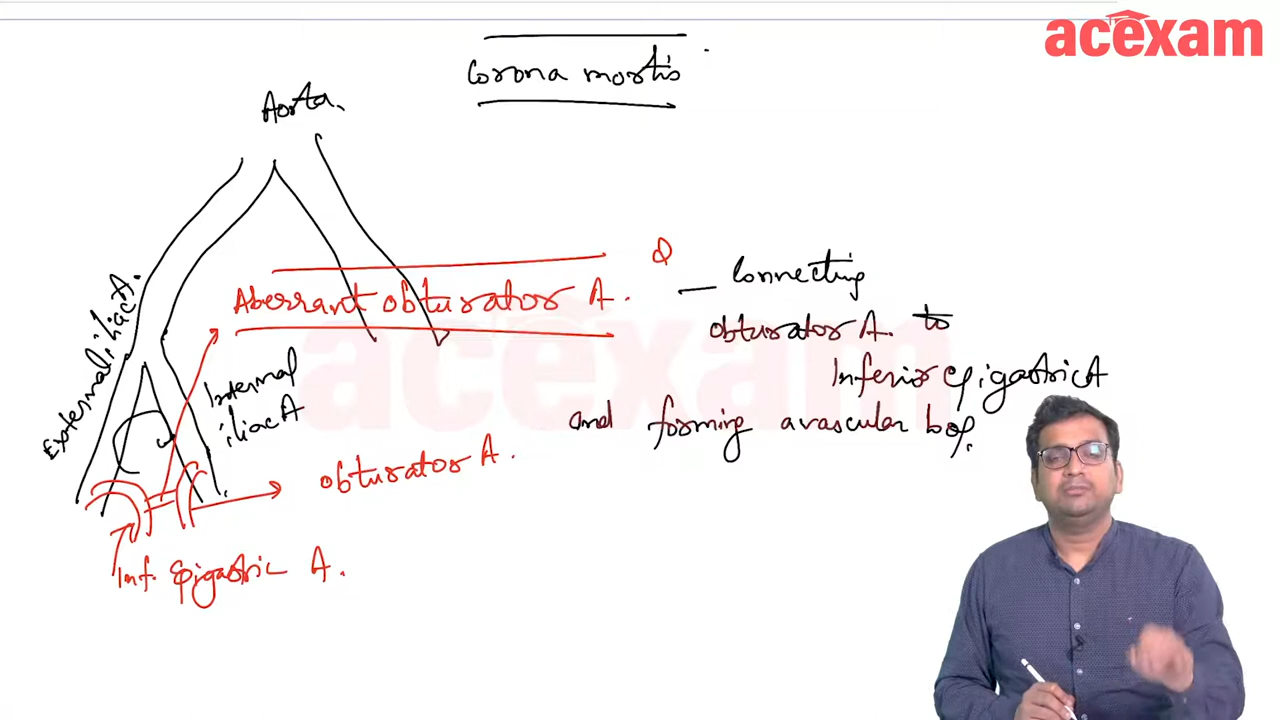 acexam
Corona mortis
Aorta.
External iliac A.
Aberrant obturator A.
Q
Connecting
obturator A. to
Inferior epigastric A
and forming a vascular loop.
Internal
iliac A
obturator A.
Inf. Epigastric A.
acexam